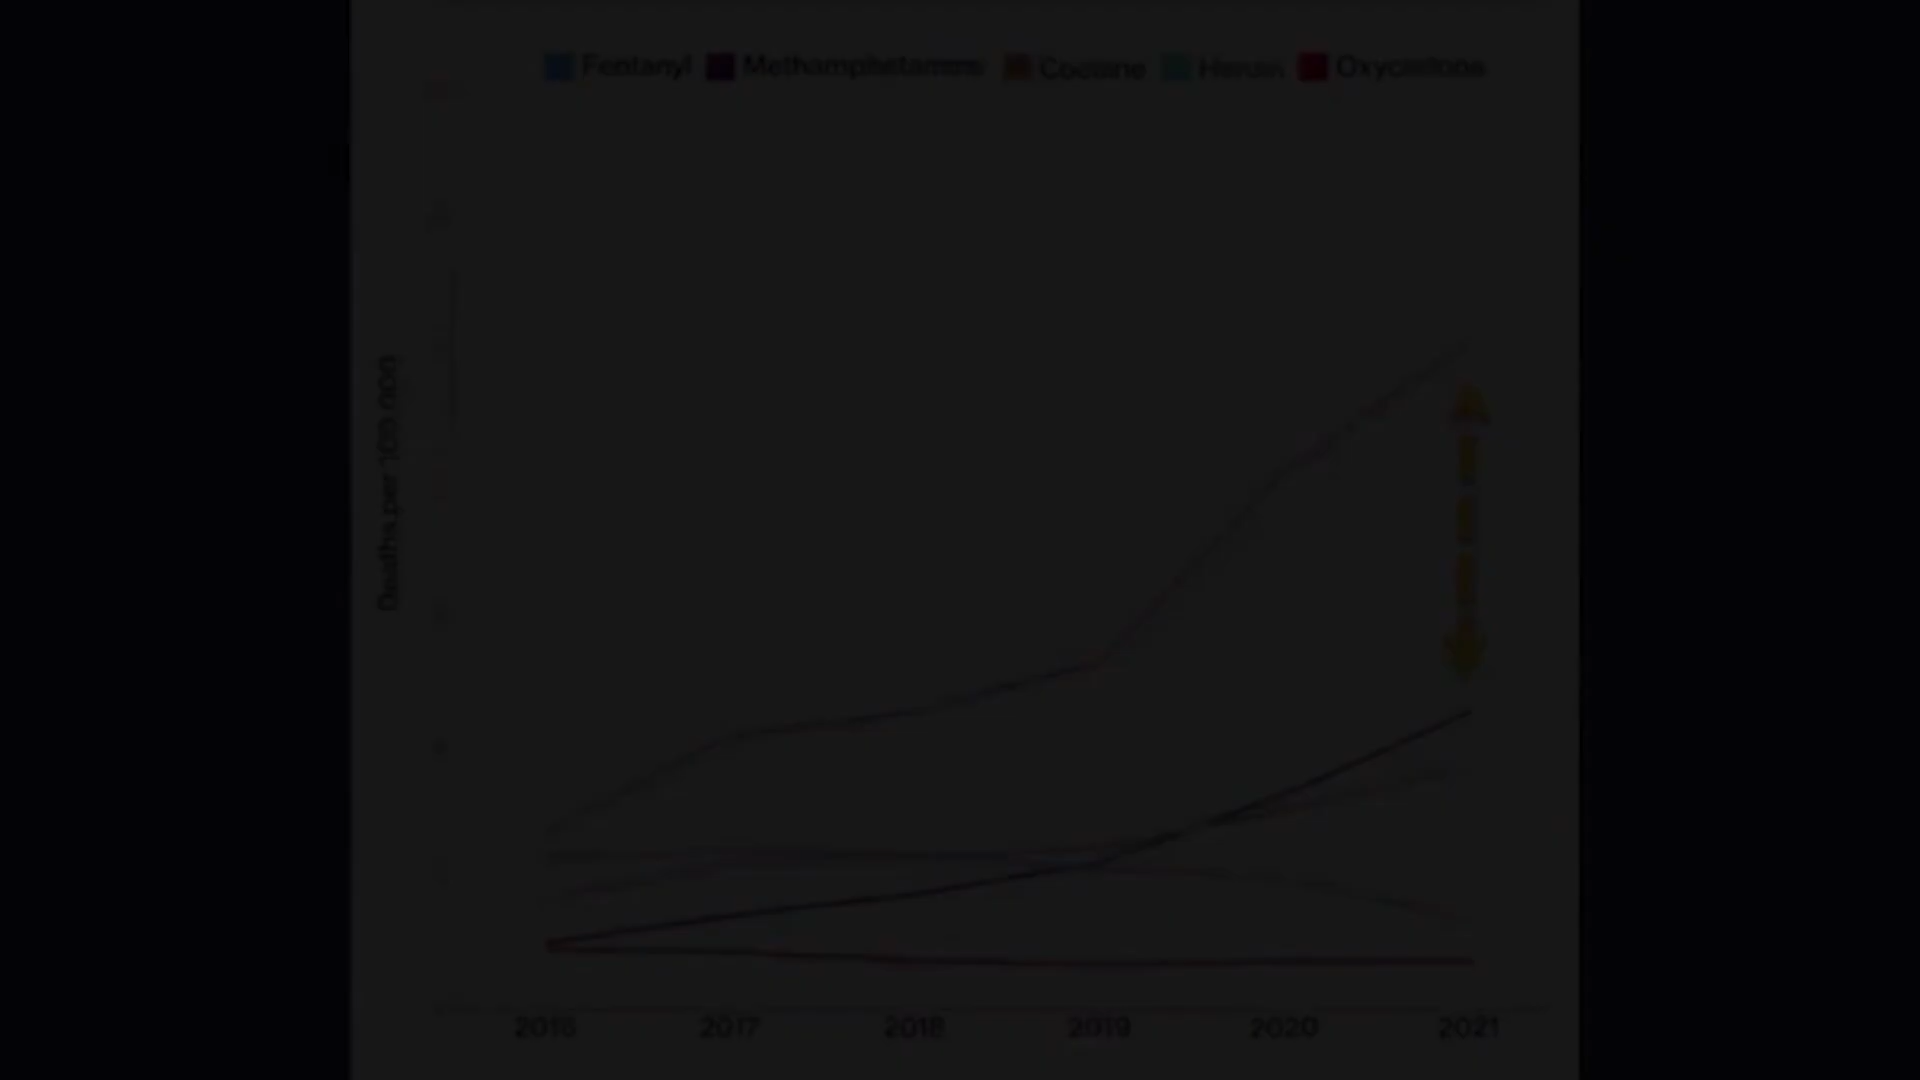 Fentanyl Methamphetamine Cocaine Heroin Oxycodone
Deaths per 100,000
2016 2017 2018 2019 2020 2021